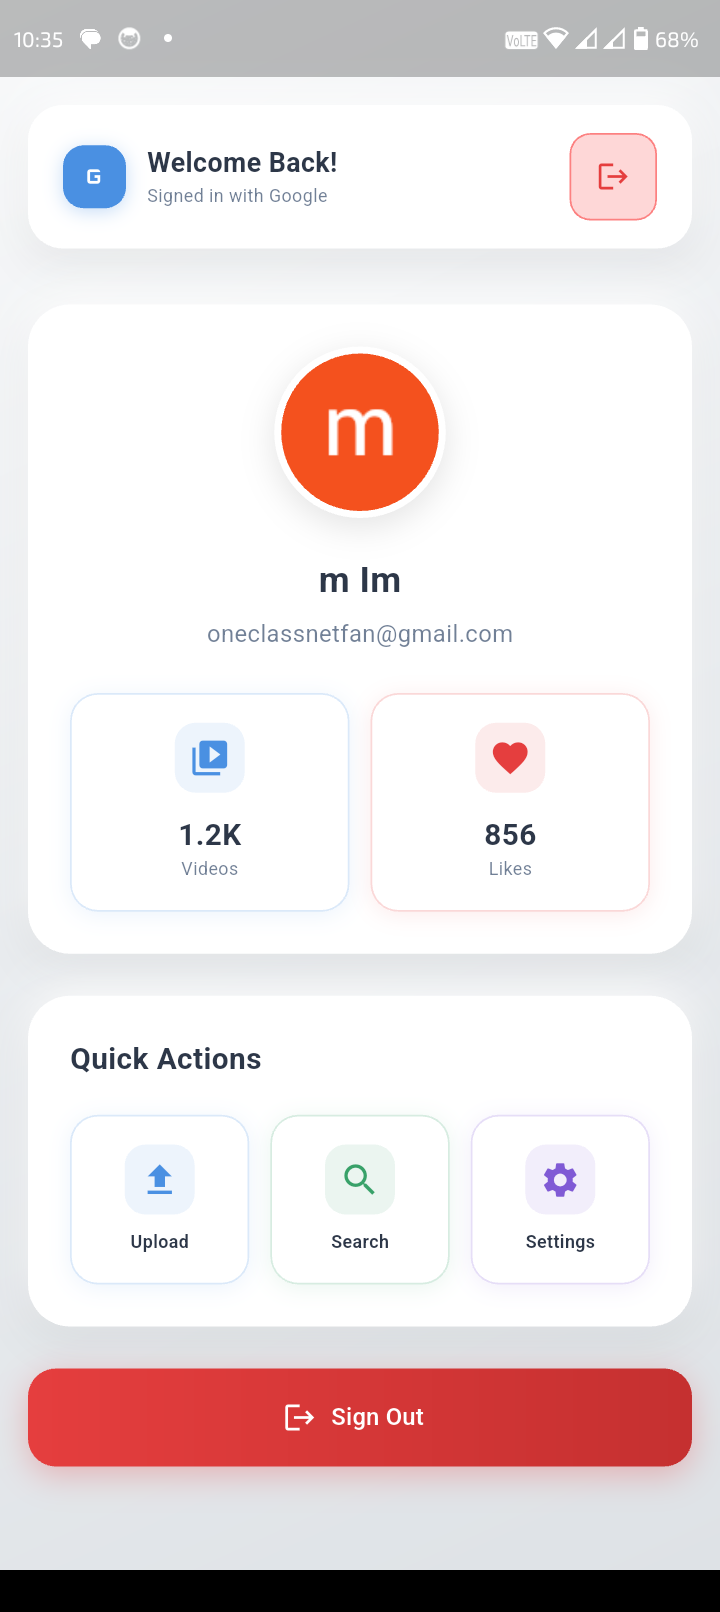 10:35 VoLTE 68%
G
Welcome Back!
Signed in with Google
m
m Im
oneclassnetfan@gmail.com
1.2K
Videos
856
Likes
Quick Actions
Upload
Search
Settings
Sign Out